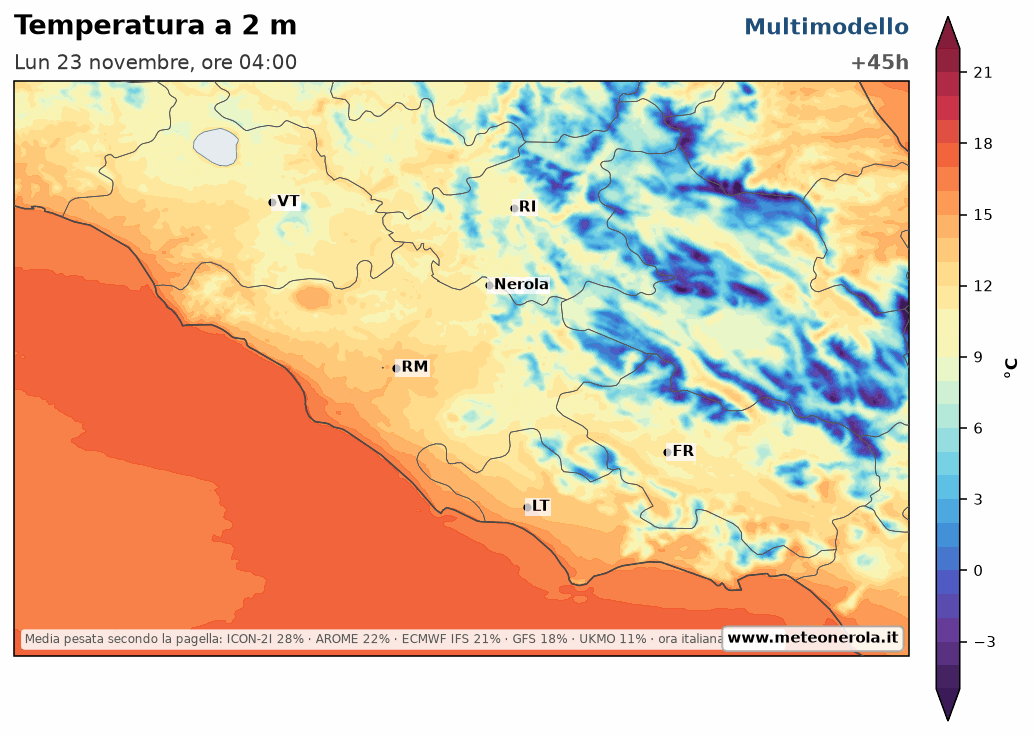 Temperatura a 2 m
Multimodello
Lun 23 novembre, ore 04:00
+45h
VT
RI
Nerola
RM
FR
LT
21
18
15
12
9
6
3
0
−3
°C
Media pesata secondo la pagella: ICON-2I 28% · AROME 22% · ECMWF IFS 21% · GFS 18% · UKMO 11% · ora italiana
www.meteonerola.it